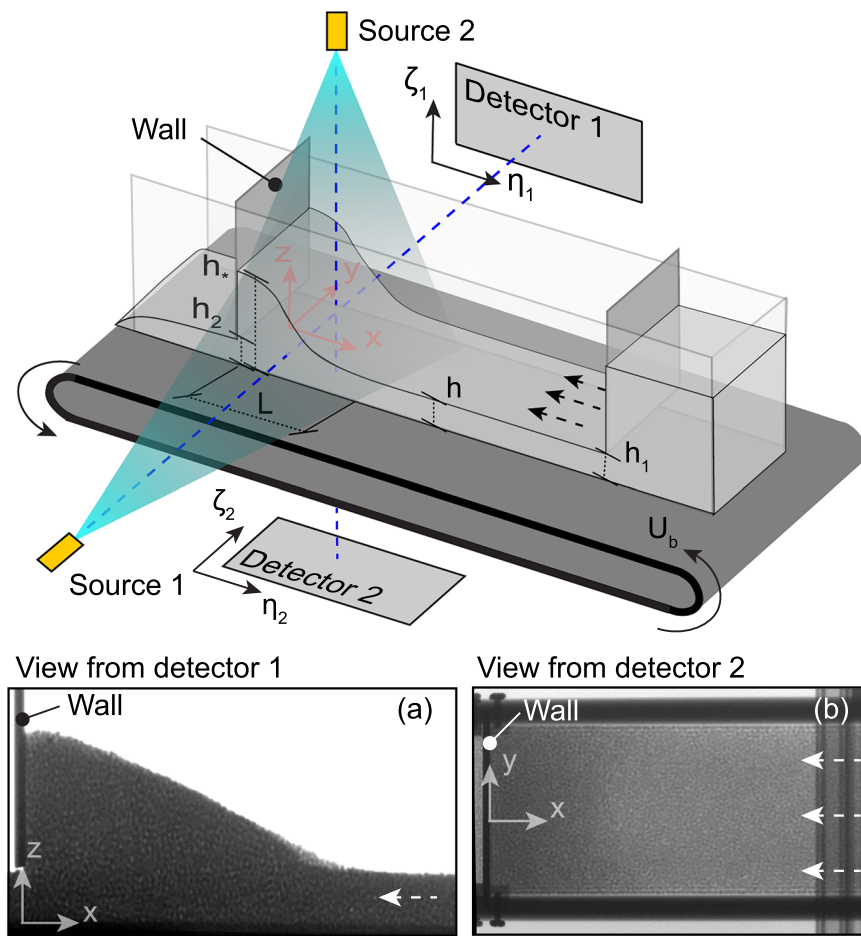 Source 2
ζ₁
Detector 1
Wall
η₁
h*
z
y
h₂
x
h
L
h₁
ζ₂
U_b
Source 1
Detector 2
η₂
View from detector 1
View from detector 2
Wall
(a)
z
x
Wall
(b)
y
x